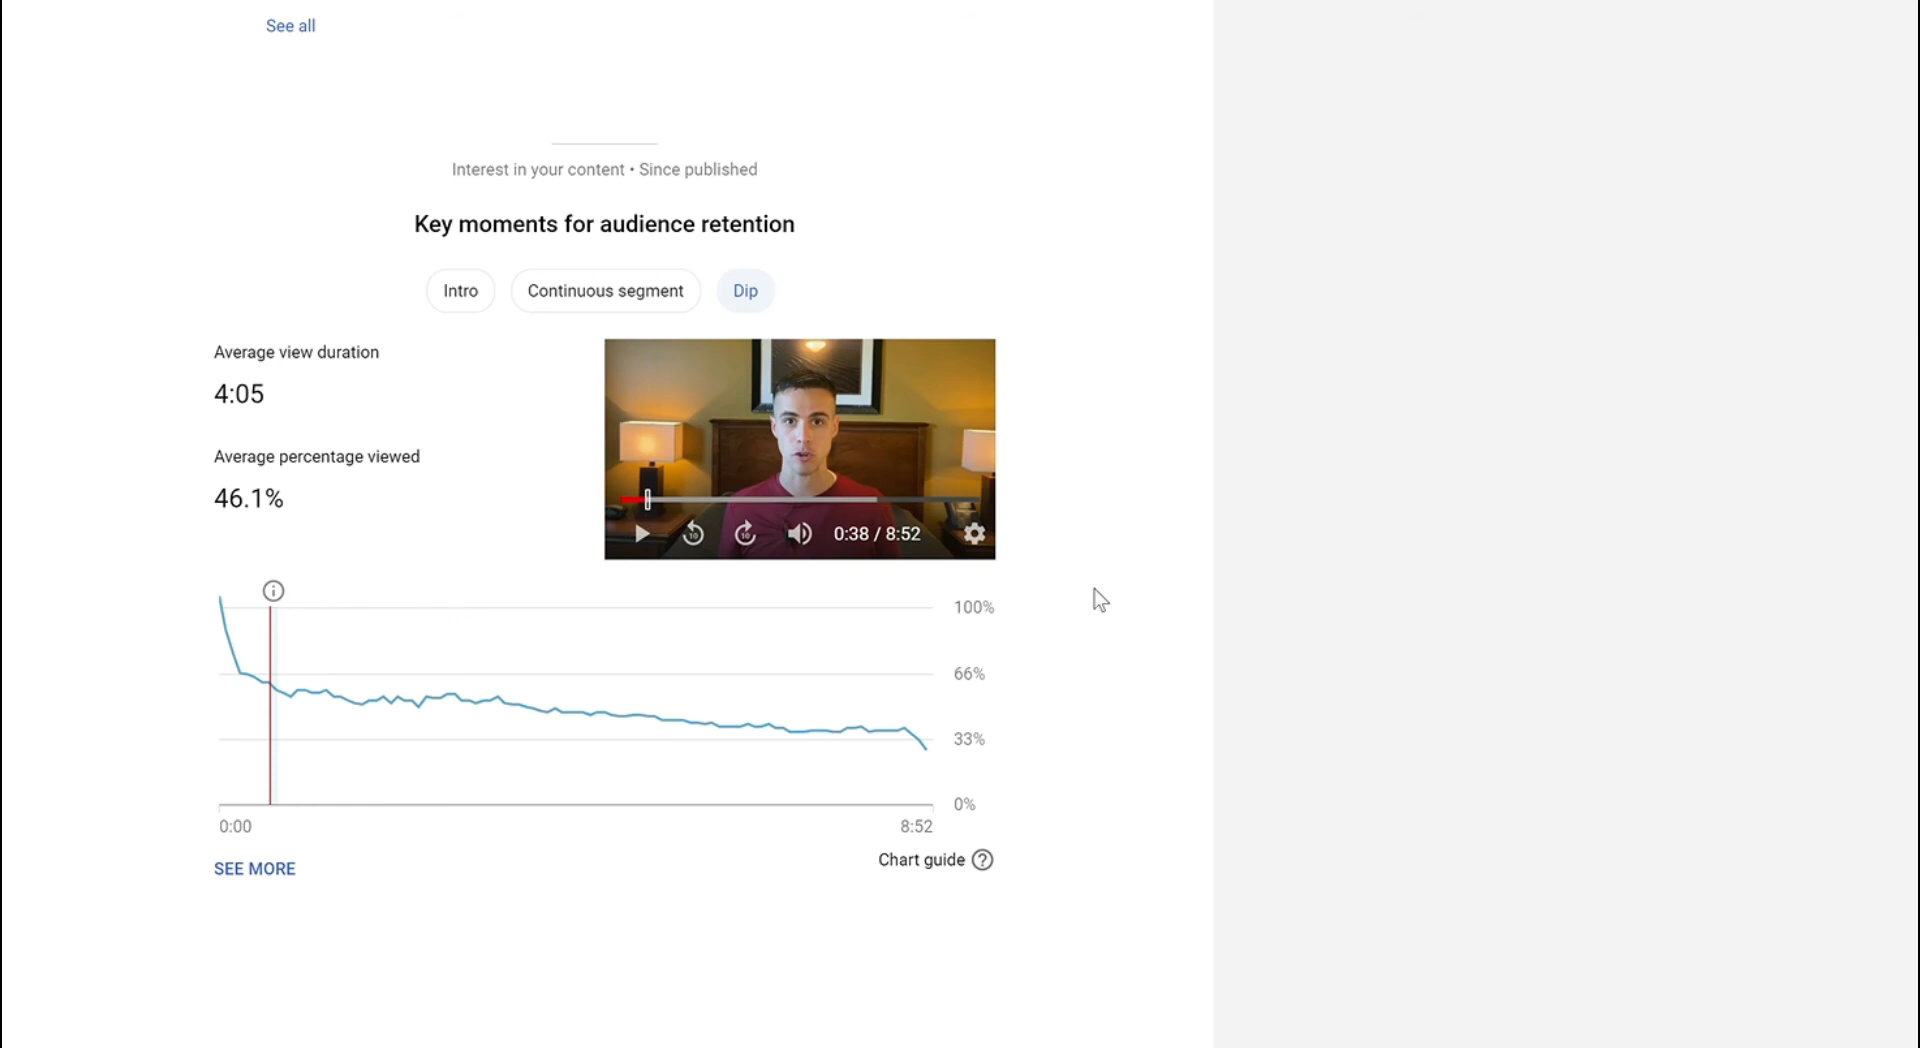 See all
Interest in your content • Since published
Key moments for audience retention
Intro Continuous segment Dip
Average view duration
4:05
Average percentage viewed
46.1%
10 10 0:38 / 8:52
100%
66%
33%
0%
0:00 8:52
Chart guide
SEE MORE